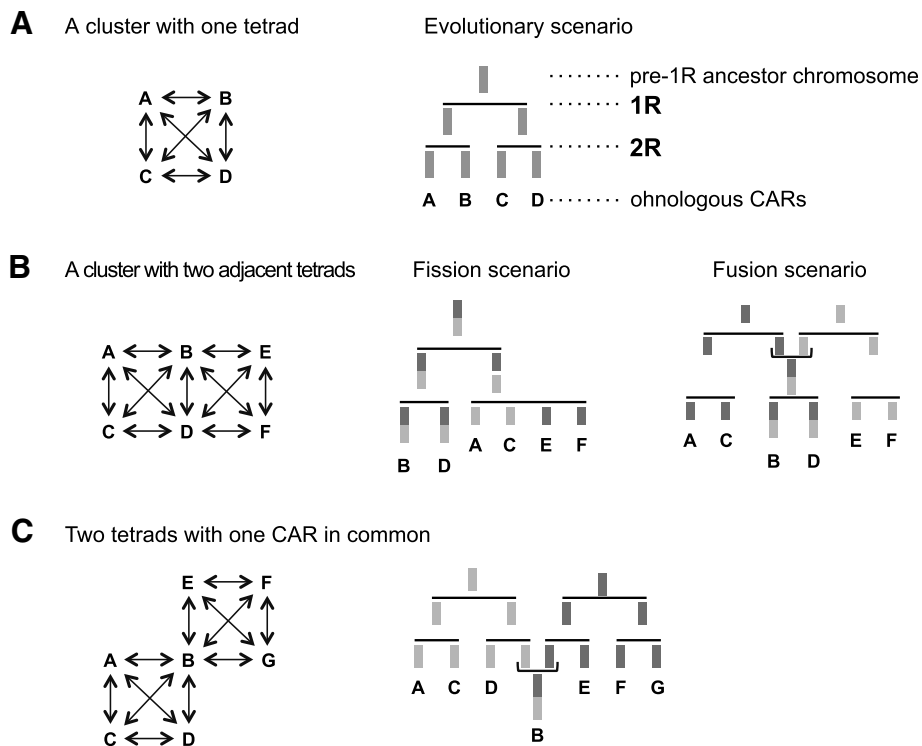 A A cluster with one tetrad Evolutionary scenario
pre-1R ancestor chromosome
A B 1R
2R
C D
A B C D ohnologous CARs
B A cluster with two adjacent tetrads Fission scenario Fusion scenario
A B E
C D F
A C E F A C E F
B D B D
C Two tetrads with one CAR in common
E F
A B G
A C D E F G
C D B